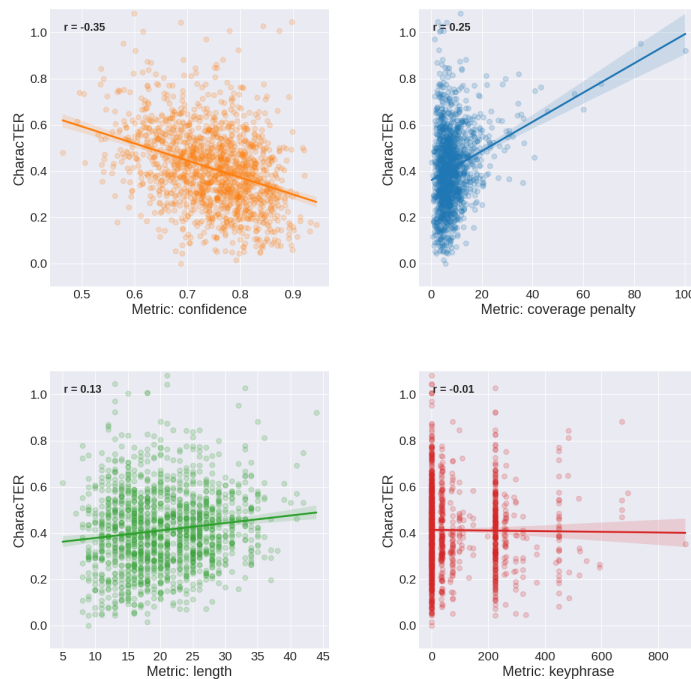 r = -0.35
1.0
0.8
0.6
0.4
0.2
0.0
CharacTER
0.5 0.6 0.7 0.8 0.9
Metric: confidence
r = 0.25
1.0
0.8
0.6
0.4
0.2
0.0
CharacTER
0 20 40 60 80 100
Metric: coverage penalty
r = 0.13
1.0
0.8
0.6
0.4
0.2
0.0
CharacTER
5 10 15 20 25 30 35 40 45
Metric: length
r = -0.01
1.0
0.8
0.6
0.4
0.2
0.0
CharacTER
0 200 400 600 800
Metric: keyphrase